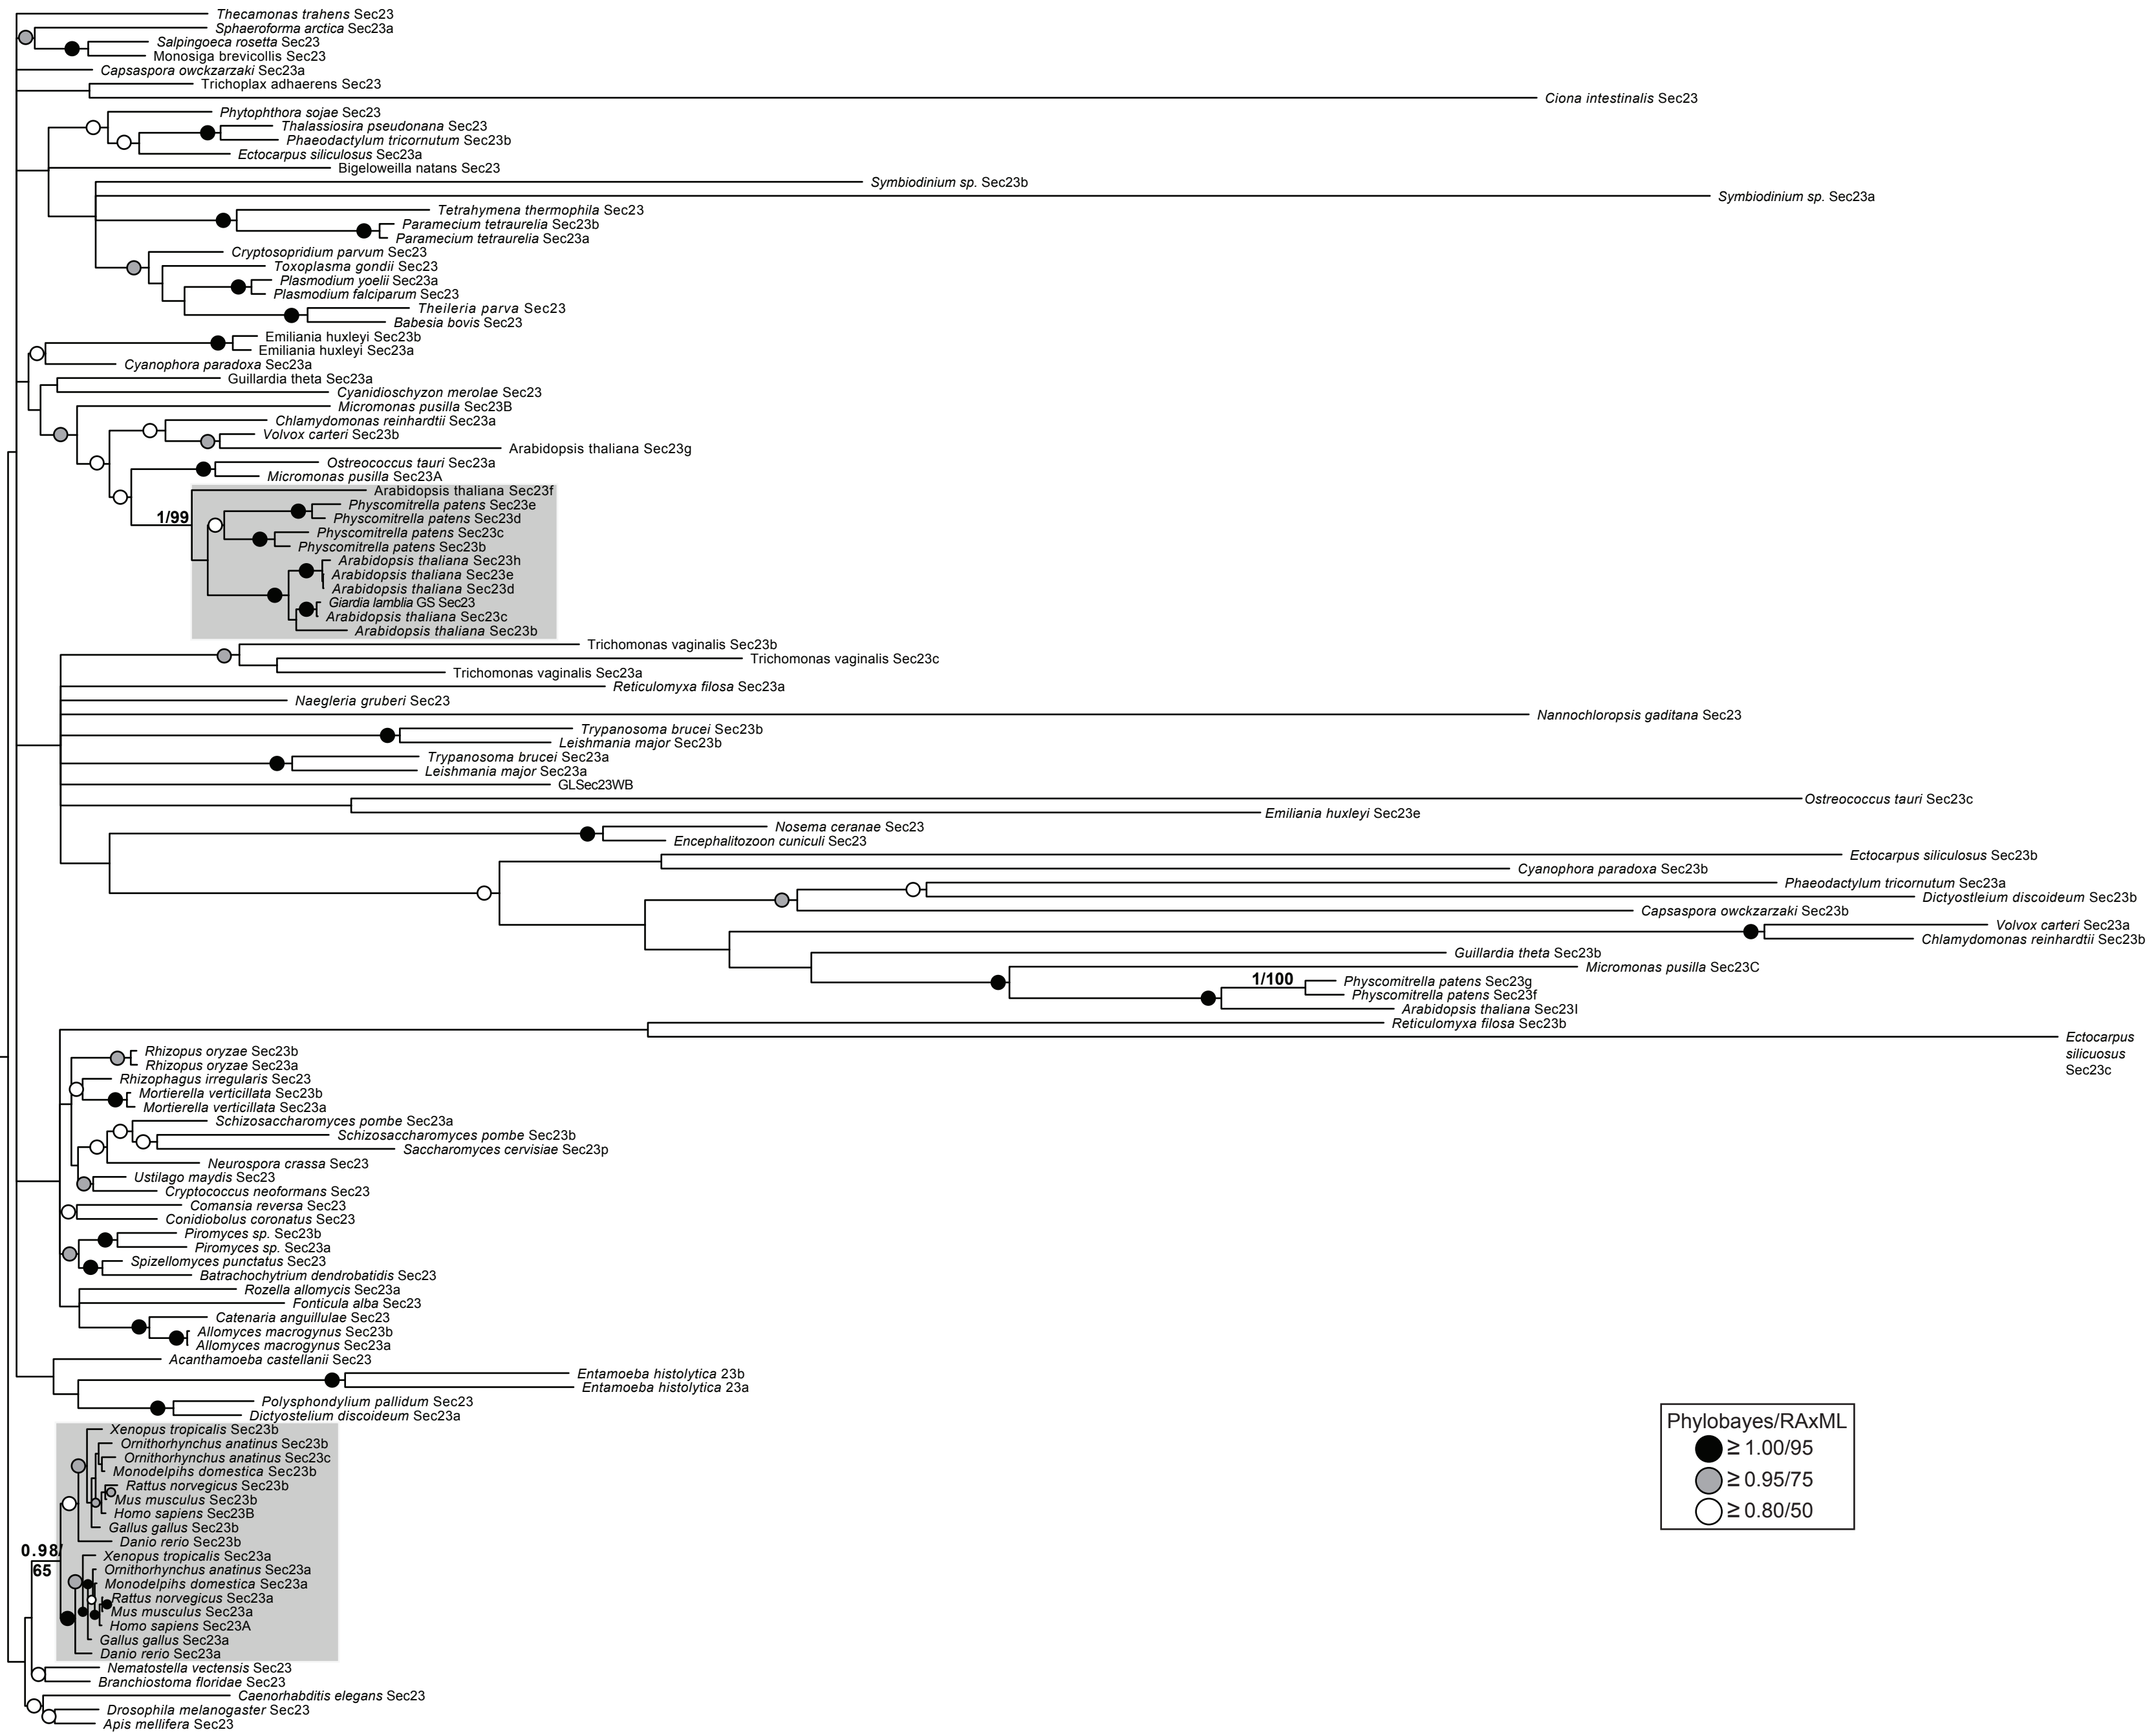 Thecamonas trahens Sec23
Sphaeroforma arctica Sec23a
Salpingoeca rosetta Sec23
Monosiga brevicollis Sec23
Capsaspora owckzarzaki Sec23a
Trichoplax adhaerens Sec23
Ciona intestinalis Sec23
Phytophthora sojae Sec23
Thalassiosira pseudonana Sec23
Phaeodactylum tricornutum Sec23b
Ectocarpus siliculosus Sec23a
Bigeloweilla natans Sec23
Symbiodinium sp. Sec23b
Symbiodinium sp. Sec23a
Tetrahymena thermophila Sec23
Paramecium tetraurelia Sec23b
Paramecium tetraurelia Sec23a
Cryptosopridium parvum Sec23
Toxoplasma gondii Sec23
Plasmodium yoelii Sec23a
Plasmodium falciparum Sec23
Theileria parva Sec23
Babesia bovis Sec23
Emiliania huxleyi Sec23b
Emiliania huxleyi Sec23a
Cyanophora paradoxa Sec23a
Guillardia theta Sec23a
Cyanidioschyzon merolae Sec23
Micromonas pusilla Sec23B
Chlamydomonas reinhardtii Sec23a
Volvox carteri Sec23b
Arabidopsis thaliana Sec23g
Ostreococcus tauri Sec23a
Micromonas pusilla Sec23A
Arabidopsis thaliana Sec23f
Physcomitrella patens Sec23e
1/99
Physcomitrella patens Sec23d
Physcomitrella patens Sec23c
Physcomitrella patens Sec23b
Arabidopsis thaliana Sec23h
Arabidopsis thaliana Sec23e
Arabidopsis thaliana Sec23d
Giardia lamblia GS Sec23
Arabidopsis thaliana Sec23c
Arabidopsis thaliana Sec23b
Trichomonas vaginalis Sec23b
Trichomonas vaginalis Sec23c
Trichomonas vaginalis Sec23a
Reticulomyxa filosa Sec23a
Naegleria gruberi Sec23
Nannochloropsis gaditana Sec23
Trypanosoma brucei Sec23b
Leishmania major Sec23b
Trypanosoma brucei Sec23a
Leishmania major Sec23a
GLSec23WB
Ostreococcus tauri Sec23c
Emiliania huxleyi Sec23e
Nosema ceranae Sec23
Encephalitozoon cuniculi Sec23
Ectocarpus siliculosus Sec23b
Cyanophora paradoxa Sec23b
Phaeodactylum tricornutum Sec23a
Dictyostleium discoideum Sec23b
Capsaspora owckzarzaki Sec23b
Volvox carteri Sec23a
Chlamydomonas reinhardtii Sec23b
Guillardia theta Sec23b
Micromonas pusilla Sec23C
1/100
Physcomitrella patens Sec23g
Physcomitrella patens Sec23f
Arabidopsis thaliana Sec23I
Reticulomyxa filosa Sec23b
Ectocarpus
silicuosus
Sec23c
Rhizopus oryzae Sec23b
Rhizopus oryzae Sec23a
Rhizophagus irregularis Sec23
Mortierella verticillata Sec23b
Mortierella verticillata Sec23a
Schizosaccharomyces pombe Sec23a
Schizosaccharomyces pombe Sec23b
Saccharomyces cervisiae Sec23p
Neurospora crassa Sec23
Ustilago maydis Sec23
Cryptococcus neoformans Sec23
Comansia reversa Sec23
Conidiobolus coronatus Sec23
Piromyces sp. Sec23b
Piromyces sp. Sec23a
Spizellomyces punctatus Sec23
Batrachochytrium dendrobatidis Sec23
Rozella allomycis Sec23a
Fonticula alba Sec23
Catenaria anguillulae Sec23
Allomyces macrogynus Sec23b
Allomyces macrogynus Sec23a
Acanthamoeba castellanii Sec23
Entamoeba histolytica 23b
Entamoeba histolytica 23a
Polysphondylium pallidum Sec23
Dictyostelium discoideum Sec23a
Xenopus tropicalis Sec23b
Ornithorhynchus anatinus Sec23b
Ornithorhynchus anatinus Sec23c
Monodelpihs domestica Sec23b
Rattus norvegicus Sec23b
Mus musculus Sec23b
Homo sapiens Sec23B
Gallus gallus Sec23b
Danio rerio Sec23b
0.98/
65
Xenopus tropicalis Sec23a
Ornithorhynchus anatinus Sec23a
Monodelpihs domestica Sec23a
Rattus norvegicus Sec23a
Mus musculus Sec23a
Homo sapiens Sec23A
Gallus gallus Sec23a
Danio rerio Sec23a
Nematostella vectensis Sec23
Branchiostoma floridae Sec23
Caenorhabditis elegans Sec23
Drosophila melanogaster Sec23
Apis mellifera Sec23
Phylobayes/RAxML
≥ 1.00/95
≥ 0.95/75
≥ 0.80/50